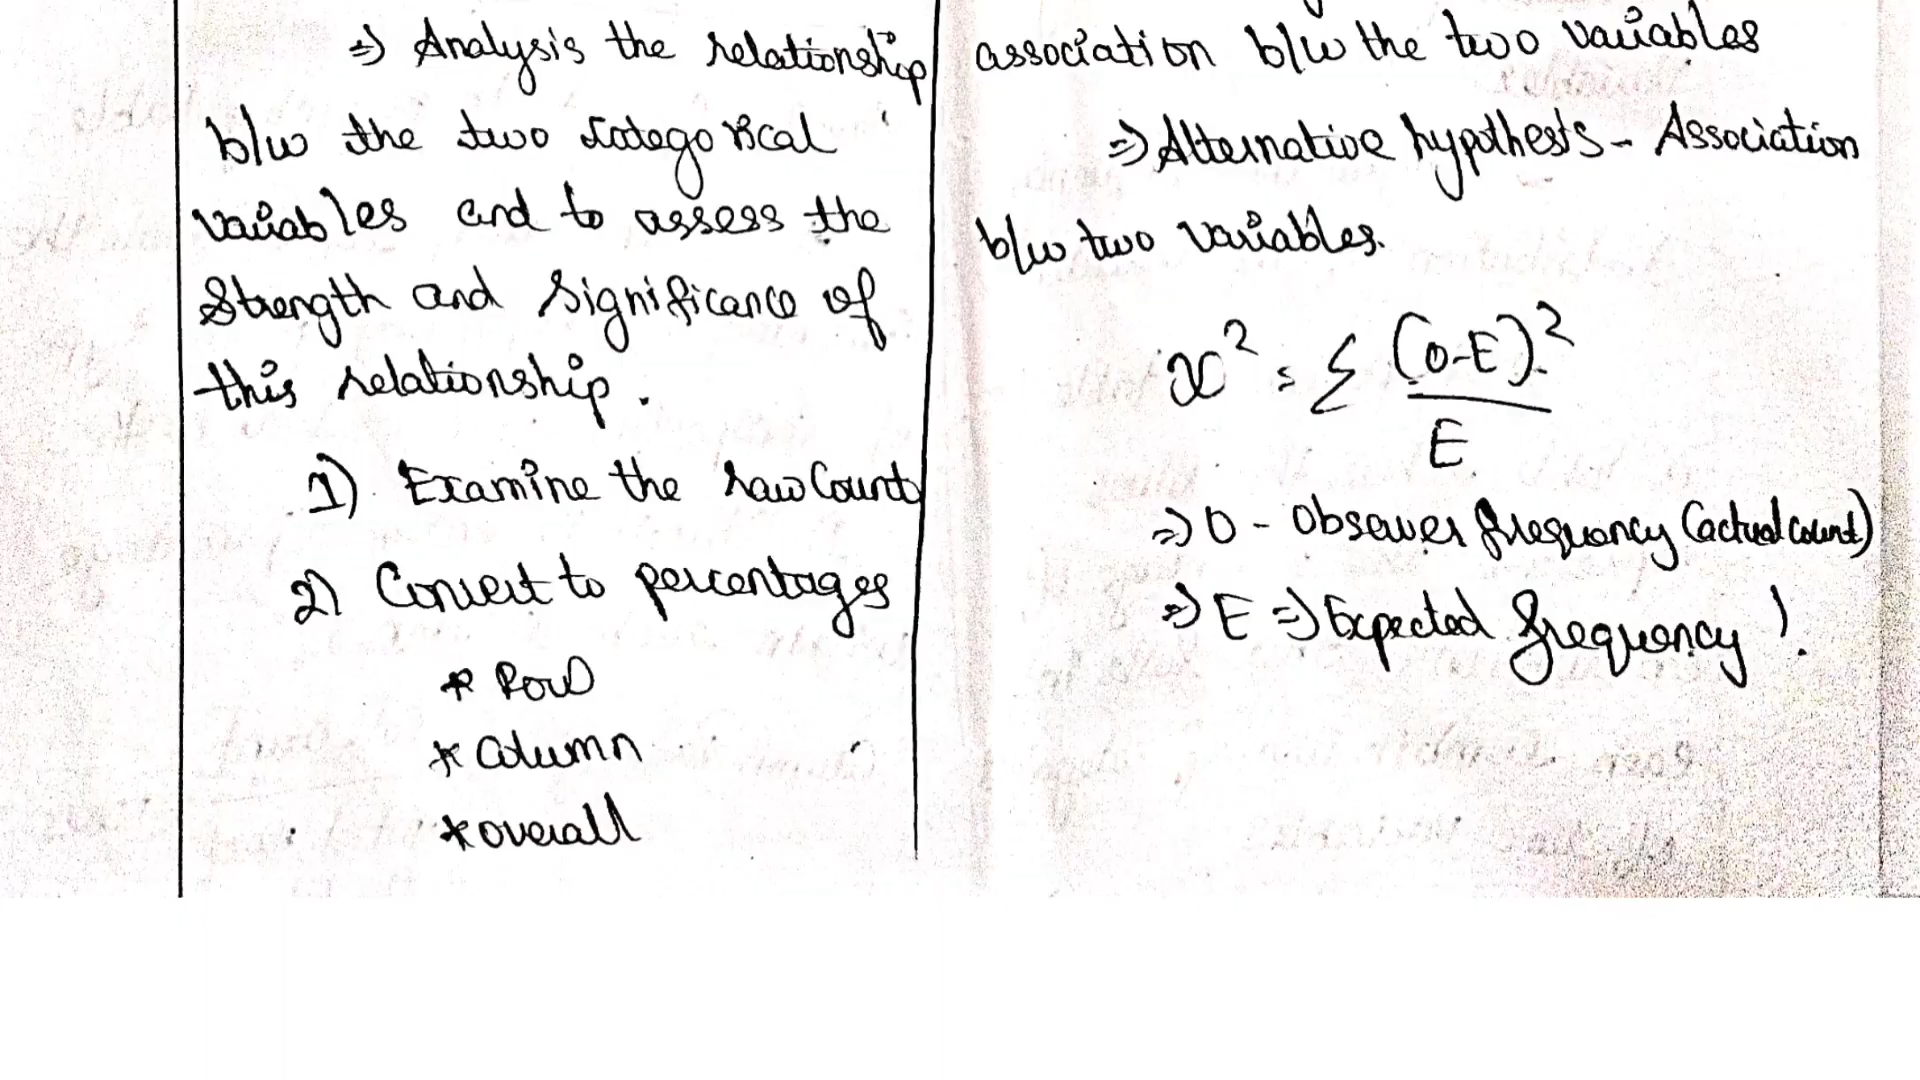 => Analysis the relationship
b/w the two categorical
variables and to assess the
Strength and significance of
this relationship.
1) Examine the raw Counts
2) Convert to percentages
* Row
* Column
* overall
association b/w the two variables
=> Alternative hypothesis - Association
b/w two variables.
x² = Σ (O-E)²
E
=> O - Observer frequency (actual count)
=> E => Expected frequency !